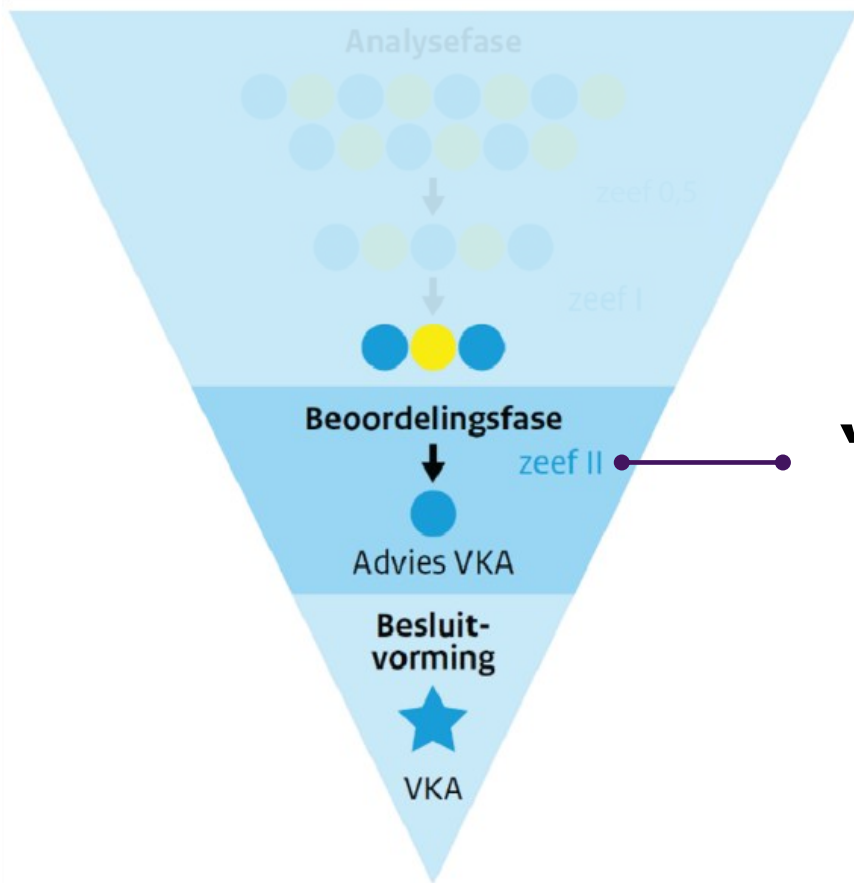 Analysefase
zeef 0,5
zeef I
Beoordelingsfase
zeef II
Advies VKA
Besluit-
vorming
VKA